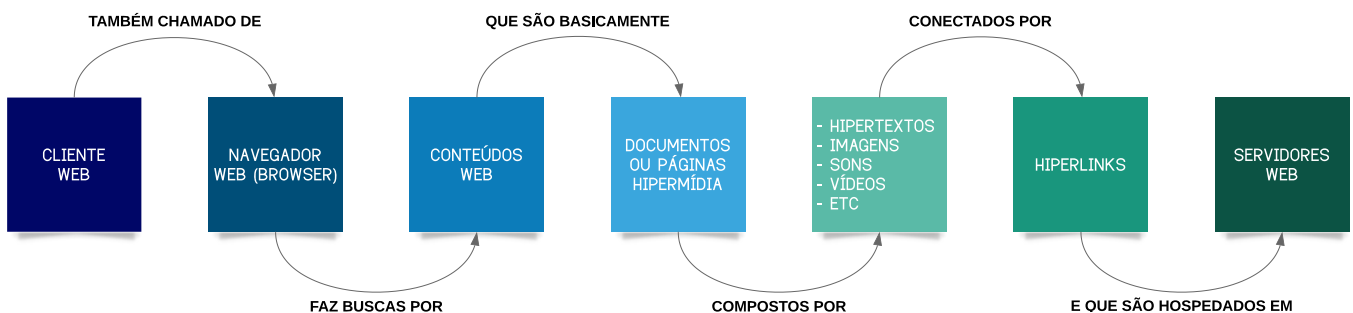 TAMBÉM CHAMADO DE
QUE SÃO BASICAMENTE
CONECTADOS POR
CLIENTE
WEB
NAVEGADOR
WEB (BROWSER)
CONTEÚDOS
WEB
DOCUMENTOS
OU PÁGINAS
HIPERMÍDIA
- HIPERTEXTOS
- IMAGENS
- SONS
- VÍDEOS
- ETC
HIPERLINKS
SERVIDORES
WEB
FAZ BUSCAS POR
COMPOSTOS POR
E QUE SÃO HOSPEDADOS EM